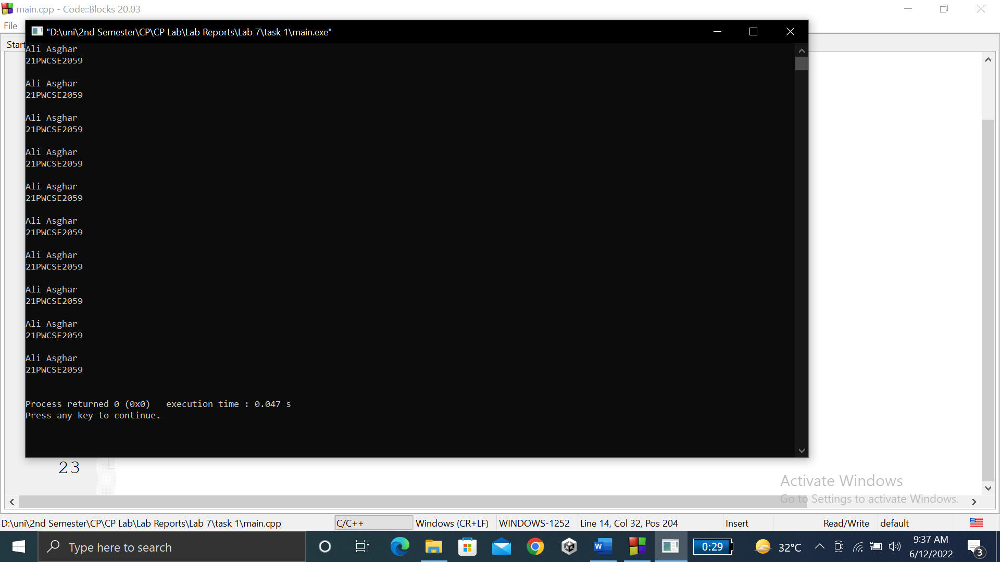 main.cpp - Code::Blocks 20.03
File
"D:\uni\2nd Semester\CP\CP Lab\Lab Reports\Lab 7\task 1\main.exe"
Start
Ali Asghar
21PWCSE2059
Ali Asghar
21PWCSE2059
Ali Asghar
21PWCSE2059
Ali Asghar
21PWCSE2059
Ali Asghar
21PWCSE2059
Ali Asghar
21PWCSE2059
Ali Asghar
21PWCSE2059
Ali Asghar
21PWCSE2059
Ali Asghar
21PWCSE2059
Ali Asghar
21PWCSE2059
Process returned 0 (0x0)   execution time : 0.047 s
Press any key to continue.
23
Activate Windows
Go to Settings to activate Windows.
D:\uni\2nd Semester\CP\CP Lab\Lab Reports\Lab 7\task 1\main.cpp C/C++ Windows (CR+LF) WINDOWS-1252 Line 14, Col 32, Pos 204 Insert Read/Write default
Type here to search 0:29 32°C 9:37 AM
6/12/2022 3